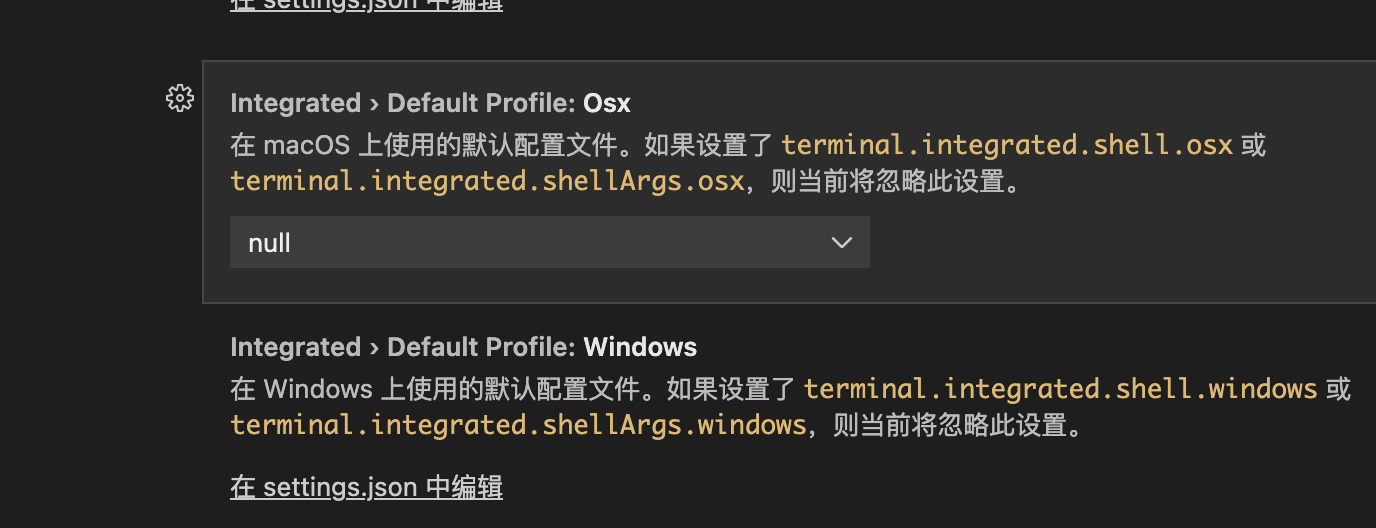 在 settings.json 中编辑
Integrated › Default Profile: Osx
在 macOS 上使用的默认配置文件。如果设置了 terminal.integrated.shell.osx 或
terminal.integrated.shellArgs.osx，则当前将忽略此设置。
null
Integrated › Default Profile: Windows
在 Windows 上使用的默认配置文件。如果设置了 terminal.integrated.shell.windows 或
terminal.integrated.shellArgs.windows，则当前将忽略此设置。
在 settings.json 中编辑